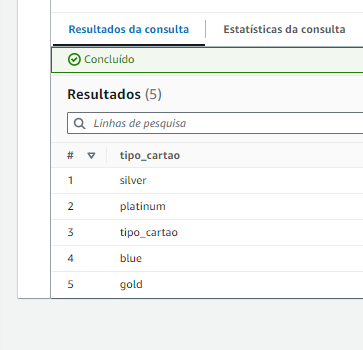 Resultados da consulta Estatísticas da consulta
Concluído
Resultados (5)
Linhas de pesquisa
# tipo_cartao
1 silver
2 platinum
3 tipo_cartao
4 blue
5 gold